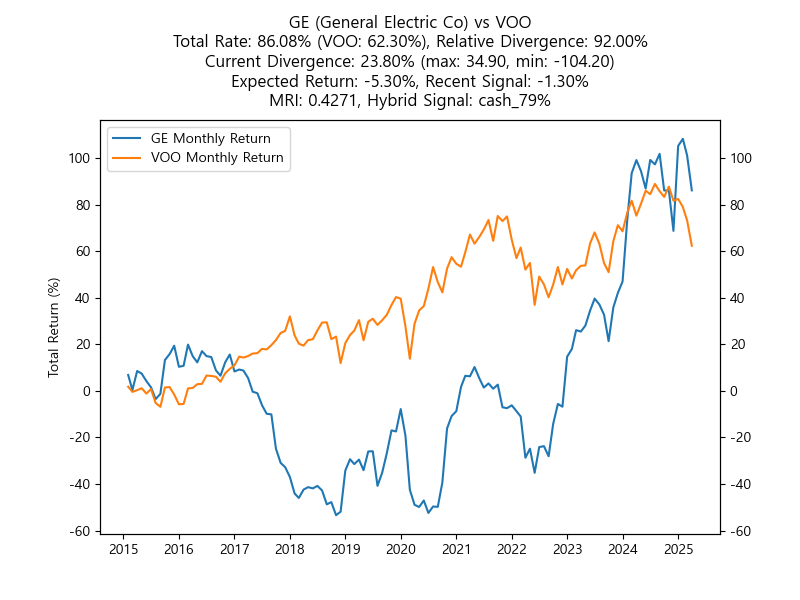 GE (General Electric Co) vs VOO
Total Rate: 86.08% (VOO: 62.30%), Relative Divergence: 92.00%
Current Divergence: 23.80% (max: 34.90, min: -104.20)
Expected Return: -5.30%, Recent Signal: -1.30%
MRI: 0.4271, Hybrid Signal: cash_79%
GE Monthly Return
VOO Monthly Return
Total Return (%)
100
80
60
40
20
0
-20
-40
-60
100
80
60
40
20
0
-20
-40
-60
2015 2016 2017 2018 2019 2020 2021 2022 2023 2024 2025